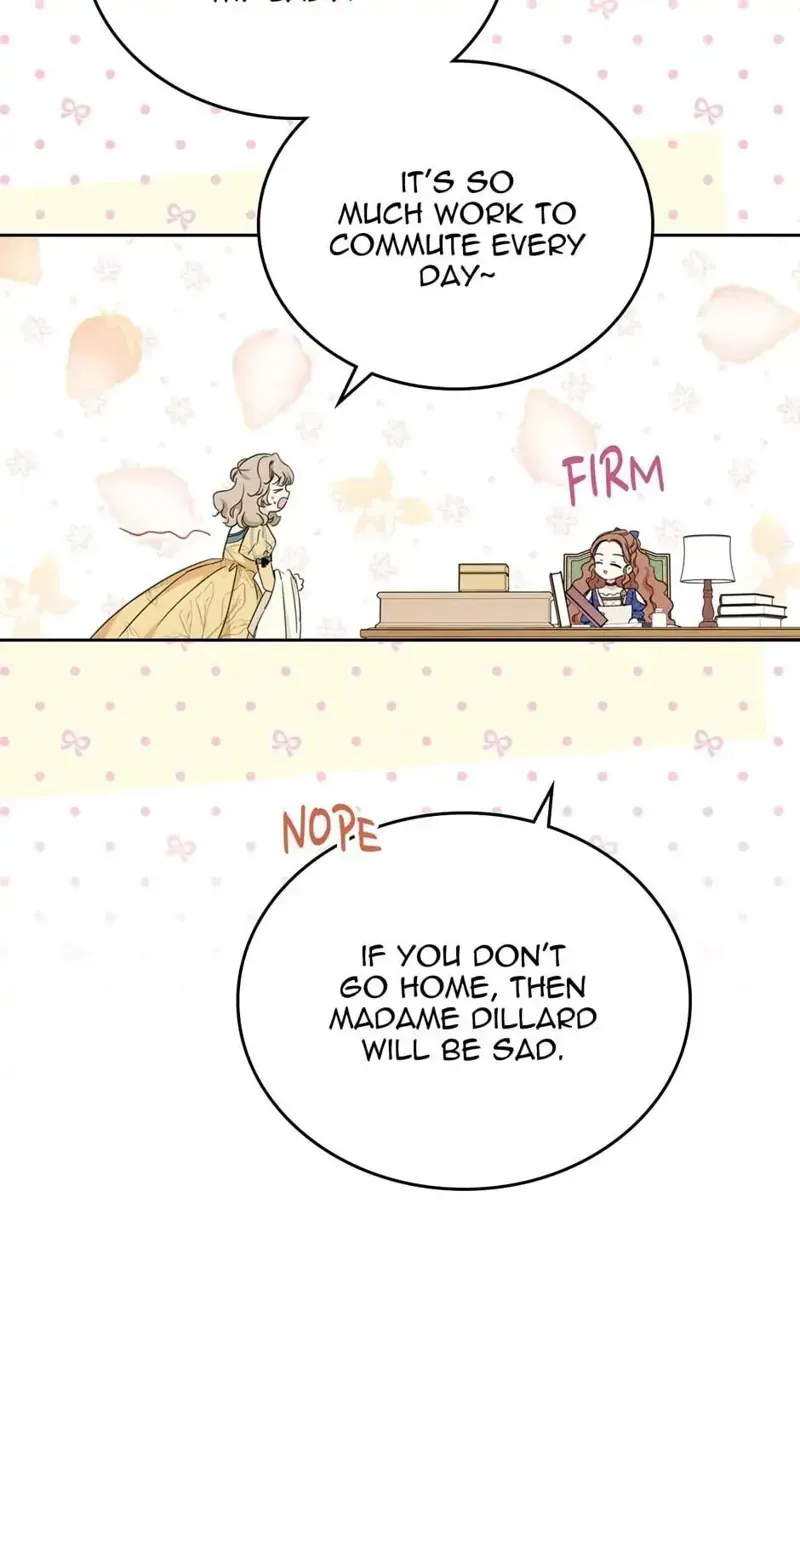 IT'S SO
MUCH WORK TO
COMMUTE EVERY
DAY~
FIRM
NOPE
IF YOU DON'T
GO HOME, THEN
MADAME DILLARD
WILL BE SAD.